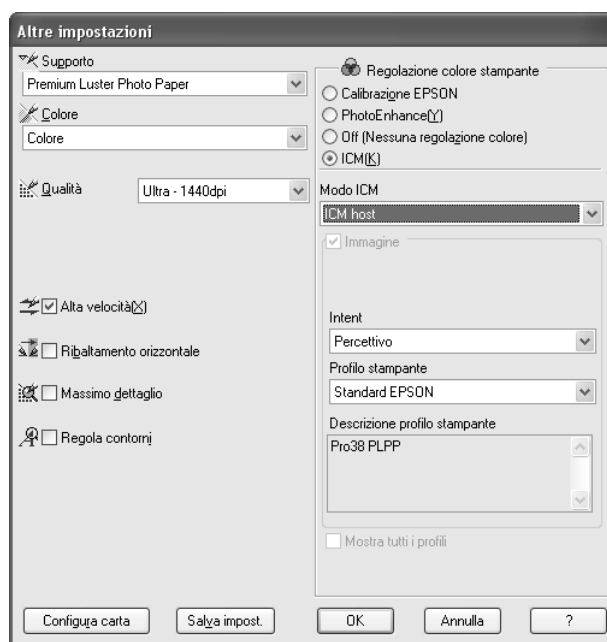 Altre impostazioni
Supporto
Premium Luster Photo Paper
Colore
Colore
Qualità
Ultra - 1440dpi
Alta velocità(X)
Ribaltamento orizzontale
Massimo dettaglio
Regola contorni
Regolazione colore stampante
Calibrazione EPSON
PhotoEnhance(Y)
Off (Nessuna regolazione colore)
ICM(K)
Modo ICM
ICM host
Immagine
Intent
Percettivo
Profilo stampante
Standard EPSON
Descrizione profilo stampante
Pro38 PLPP
Mostra tutti i profili
Configura carta
Salva impost.
OK
Annulla
?